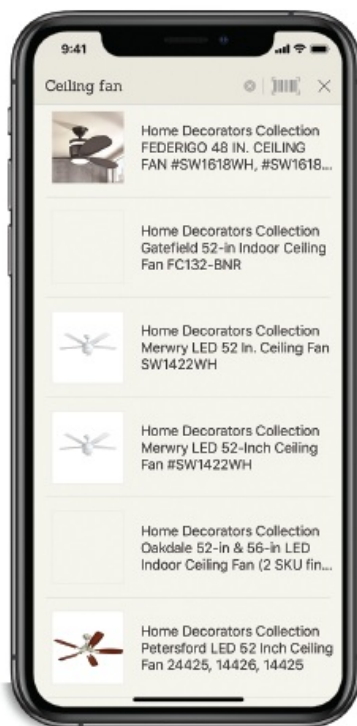 9:41
Ceiling fan
Home Decorators Collection
FEDERIGO 48 IN. CEILING
FAN #SW1618WH, #SW1618...
Home Decorators Collection
Gatefield 52-in Indoor Ceiling
Fan FC132-BNR
Home Decorators Collection
Merwry LED 52 In. Ceiling Fan
SW1422WH
Home Decorators Collection
Merwry LED 52-Inch Ceiling
Fan #SW1422WH
Home Decorators Collection
Oakdale 52-in & 56-in LED
Indoor Ceiling Fan (2 SKU fin...
Home Decorators Collection
Petersford LED 52 Inch Ceiling
Fan 24425, 14426, 14425